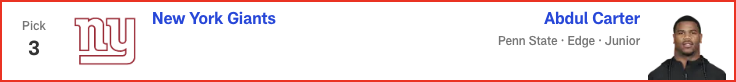 Pick
3
ny
New York Giants
Abdul Carter
Penn State · Edge · Junior